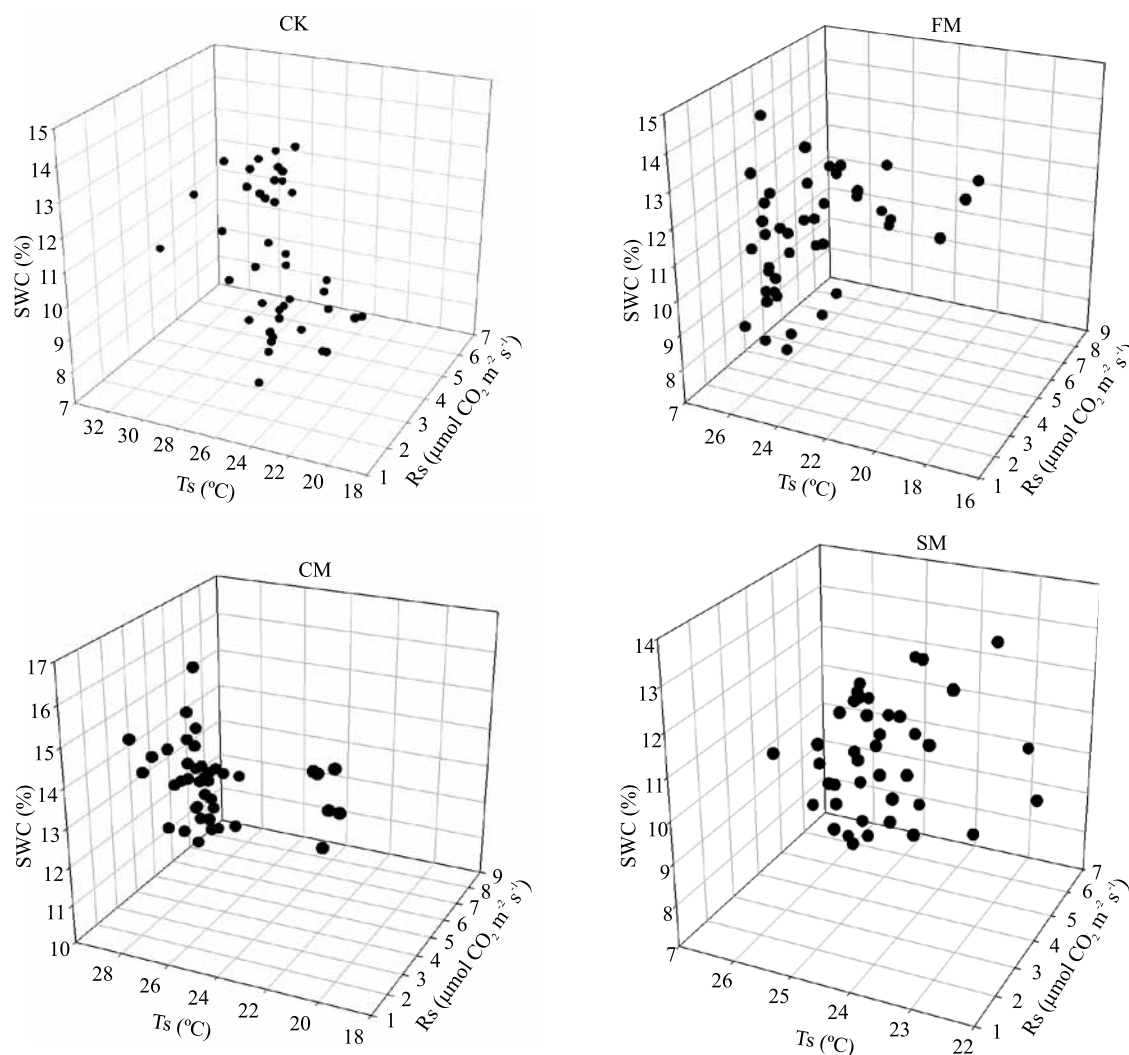 CK
15
14
13
12
11
10
9
8
7
SWC (%)
32 30 28 26 24 22 20 18
Ts (ºC)
1 2 3 4 5 6 7
Rs (µmol CO₂ m⁻² s⁻¹)
FM
15
14
13
12
11
10
9
8
7
SWC (%)
26 24 22 20 18 16
Ts (ºC)
1 2 3 4 5 6 7 8 9
Rs (µmol CO₂ m⁻² s⁻¹)
CM
17
16
15
14
13
12
11
10
SWC (%)
28 26 24 22 20 18
Ts (ºC)
1 2 3 4 5 6 7 8 9
Rs (µmol CO₂ m⁻² s⁻¹)
SM
14
13
12
11
10
9
8
7
SWC (%)
26 25 24 23 22
Ts (ºC)
1 2 3 4 5 6 7
Rs (µmol CO₂ m⁻² s⁻¹)